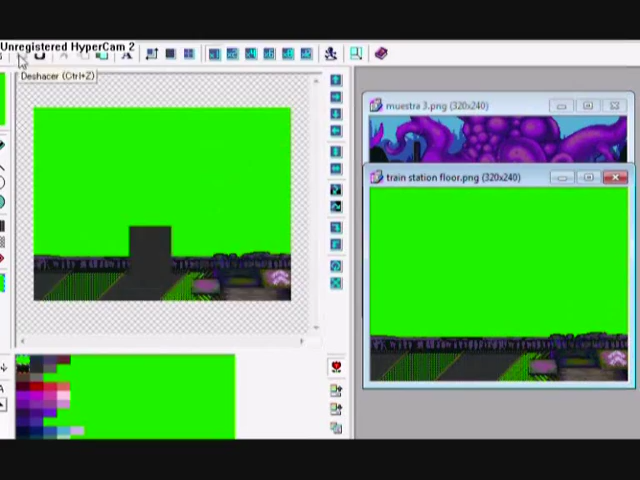 Unregistered HyperCam 2
Deshacer (Ctrl+Z)
muestra 3.png (320x240)
train station floor.png (320x240)